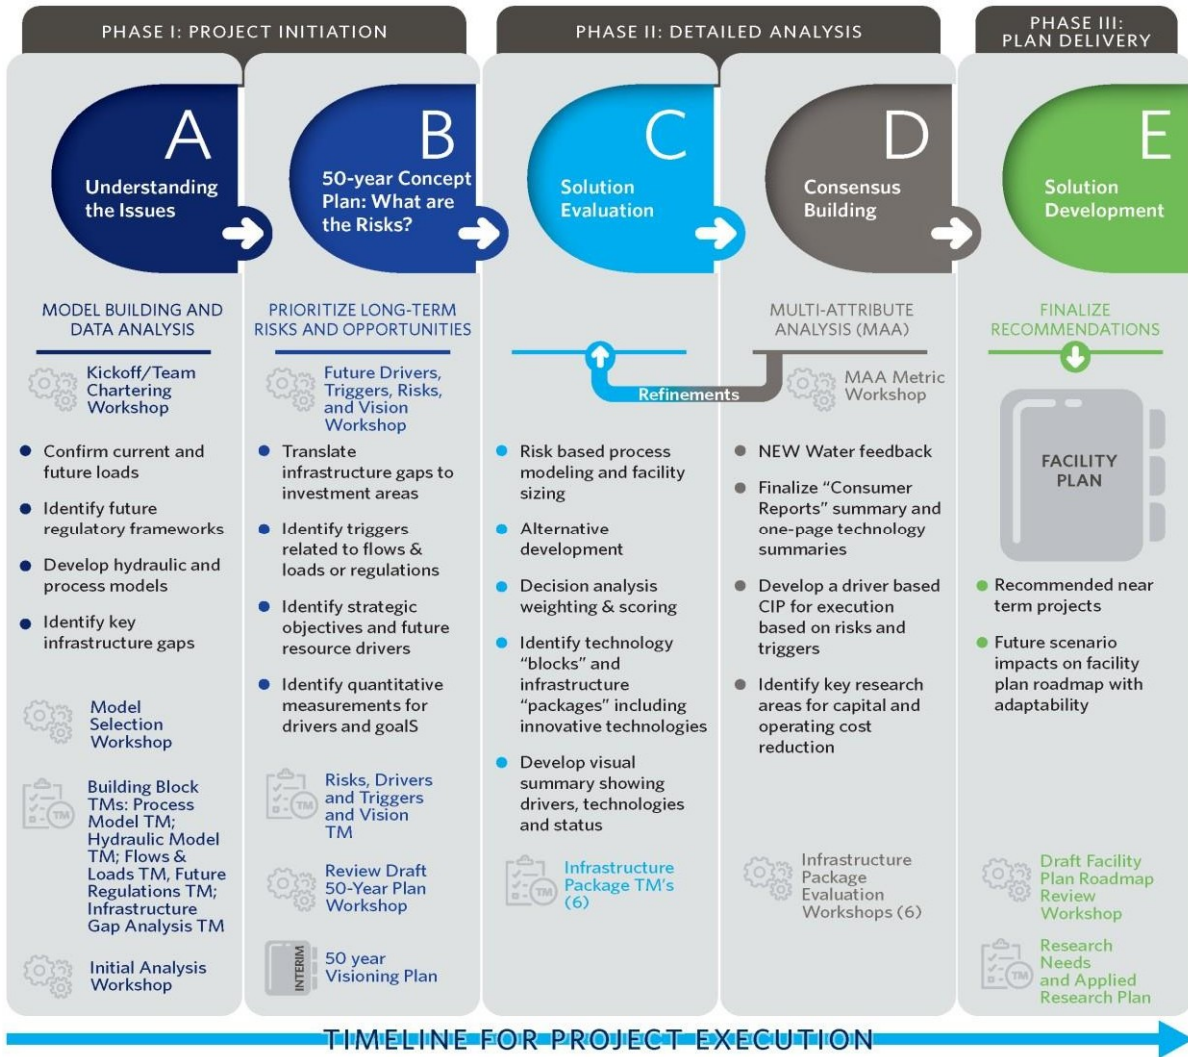 PHASE I: PROJECT INITIATION
PHASE II: DETAILED ANALYSIS
PHASE III:
PLAN DELIVERY
A
Understanding
the Issues
B
50-year Concept
Plan: What are
the Risks?
C
Solution
Evaluation
D
Consensus
Building
E
Solution
Development
MODEL BUILDING AND
DATA ANALYSIS
Kickoff/Team
Chartering
Workshop
Confirm current and
future loads
Identify future
regulatory frameworks
Develop hydraulic and
process models
Identify key
infrastructure gaps
Model
Selection
Workshop
TM
Building Block
TMs: Process
Model TM;
Hydraulic Model
TM; Flows &
Loads TM, Future
Regulations TM;
Infrastructure
Gap Analysis TM
Initial Analysis
Workshop
PRIORITIZE LONG-TERM
RISKS AND OPPORTUNITIES
Future Drivers,
Triggers, Risks,
and Vision
Workshop
Translate
infrastructure gaps to
investment areas
Identify triggers
related to flows &
loads or regulations
Identify strategic
objectives and future
resource drivers
Identify quantitative
measurements for
drivers and goalS
TM
Risks, Drivers
and Triggers
and Vision
TM
Review Draft
50-Year Plan
Workshop
INTERIM
50 year
Visioning Plan
Refinements
Risk based process
modeling and facility
sizing
Alternative
development
Decision analysis
weighting & scoring
Identify technology
"blocks" and
infrastructure
"packages" including
innovative technologies
Develop visual
summary showing
drivers, technologies
and status
TM
Infrastructure
Package TM's
(6)
MULTI-ATTRIBUTE
ANALYSIS (MAA)
MAA Metric
Workshop
NEW Water feedback
Finalize "Consumer
Reports" summary and
one-page technology
summaries
Develop a driver based
CIP for execution
based on risks and
triggers
Identify key research
areas for capital and
operating cost
reduction
Infrastructure
Package
Evaluation
Workshops (6)
FINALIZE
RECOMMENDATIONS
FACILITY
PLAN
Recommended near
term projects
Future scenario
impacts on facility
plan roadmap with
adaptability
Draft Facility
Plan Roadmap
Review
Workshop
TM
Research
Needs
and Applied
Research Plan
TIMELINE FOR PROJECT EXECUTION